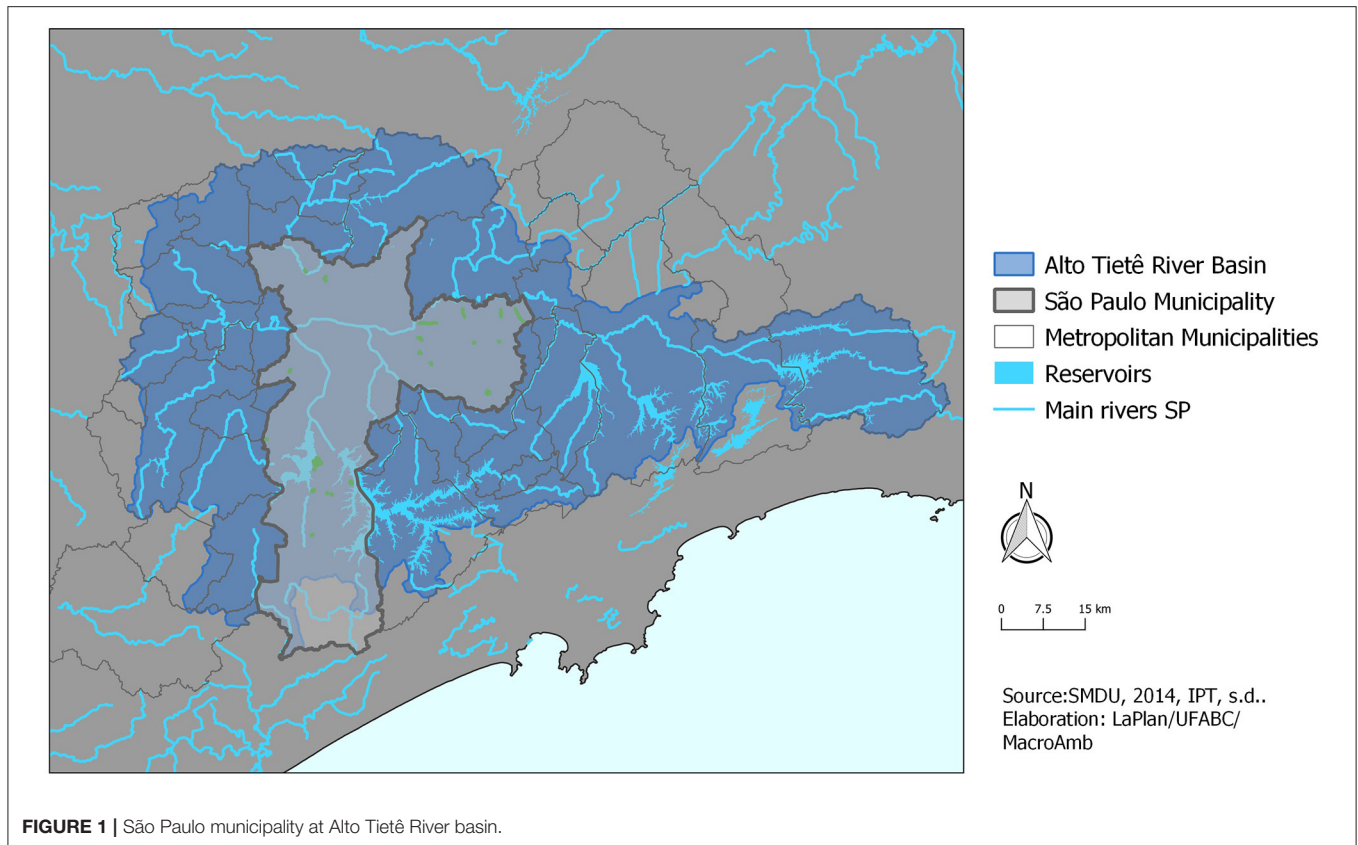 Alto Tietê River Basin
São Paulo Municipality
Metropolitan Municipalities
Reservoirs
Main rivers SP
N
0 7.5 15 km
Source:SMDU, 2014, IPT, s.d..
Elaboration: LaPlan/UFABC/
MacroAmb
FIGURE 1 | São Paulo municipality at Alto Tietê River basin.